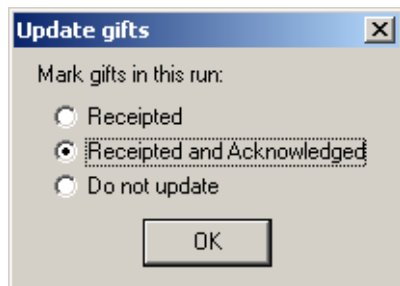 Update gifts
Mark gifts in this run:
Receipted
Receipted and Acknowledged
Do not update
OK